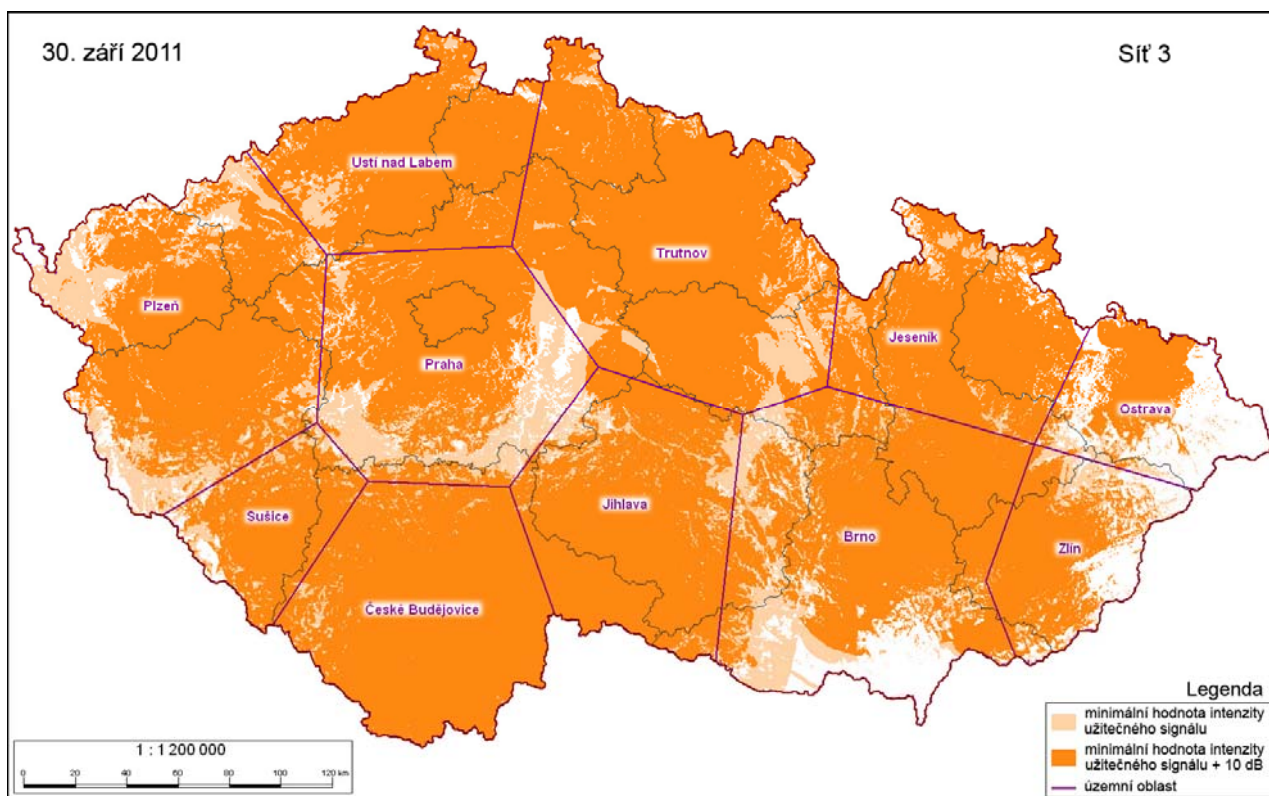 30. září 2011
Síť 3
Ustí nad Labem
Trutnov
Plzeň
Jeseník
Praha
Ostrava
Jihlava
Sušice
Brno
Zlín
České Budějovice
Legenda
minimální hodnota intenzity
užitečného signálu
minimální hodnota intenzity
užitečného signálu + 10 dB
územní oblast
1 : 1 200 000
0 20 40 60 80 100 120 km